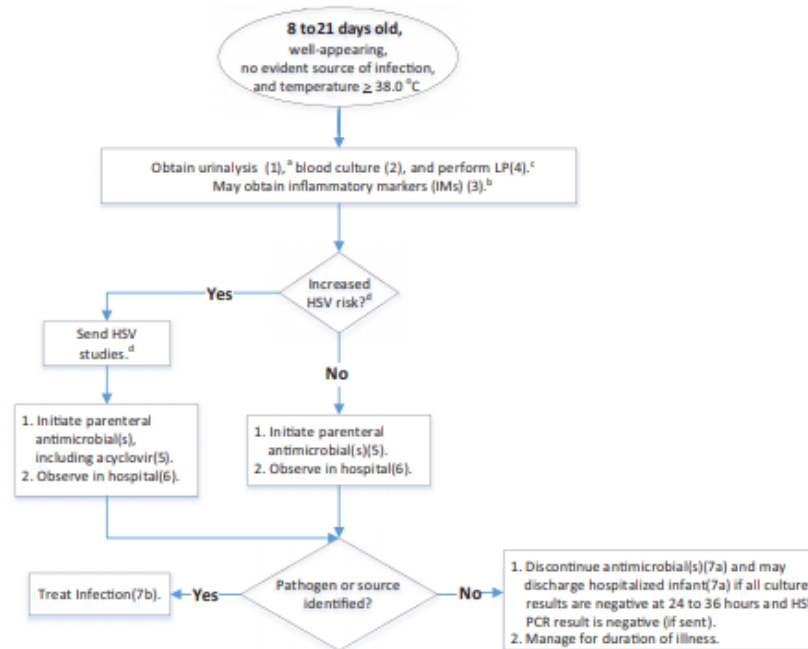 8 to21 days old,
well-appearing,
no evident source of infection,
and temperature ≥ 38.0 °C
Obtain urinalysis (1),ª blood culture (2), and perform LP(4).ᶜ
May obtain inflammatory markers (IMs) (3).ᵇ
Increased
HSV risk?ᵈ
Yes
Send HSV
studies.ᵈ
No
1. Initiate parenteral
antimicrobial(s),
including acyclovir(5).
2. Observe in hospital(6).
1. Initiate parenteral
antimicrobial(s)(5).
2. Observe in hospital(6).
Pathogen or source
identified?
Yes
Treat Infection(7b).
No
1. Discontinue antimicrobial(s)(7a) and may
discharge hospitalized infant(7a) if all culture
results are negative at 24 to 36 hours and HS
PCR result is negative (if sent).
2. Manage for duration of illness.